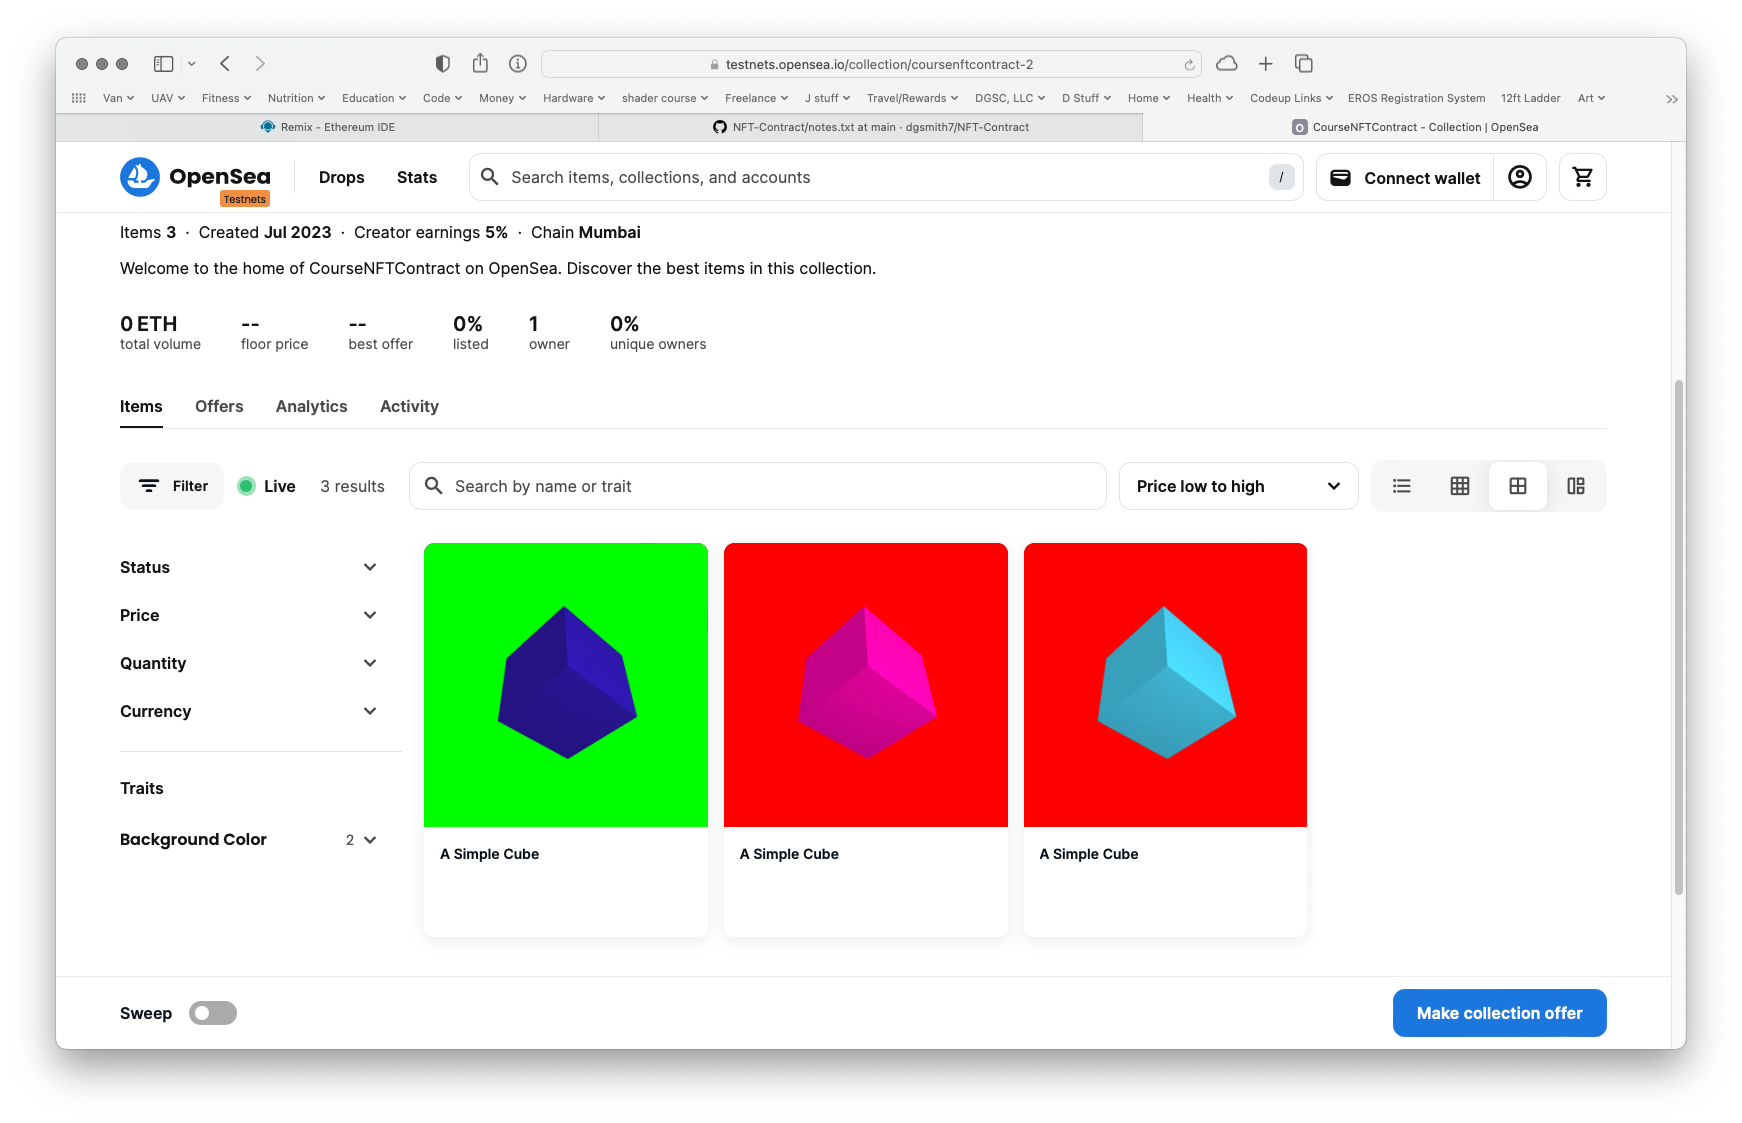 testnets.opensea.io/collection/coursenftcontract-2
Van UAV Fitness Nutrition Education Code Money Hardware shader course Freelance J stuff Travel/Rewards DGSC, LLC D Stuff Home Health Codeup Links EROS Registration System 12ft Ladder Art
Remix - Ethereum IDE NFT-Contract/notes.txt at main · dgsmith7/NFT-Contract CourseNFTContract - Collection | OpenSea
OpenSea Drops Stats Search items, collections, and accounts / Connect wallet
Testnets
Items 3 · Created Jul 2023 · Creator earnings 5% · Chain Mumbai
Welcome to the home of CourseNFTContract on OpenSea. Discover the best items in this collection.
0 ETH -- -- 0% 1 0%
total volume floor price best offer listed owner unique owners
Items Offers Analytics Activity
Filter Live 3 results Search by name or trait Price low to high
Status
Price
Quantity
Currency
Traits
Background Color 2
A Simple Cube A Simple Cube A Simple Cube
Sweep Make collection offer